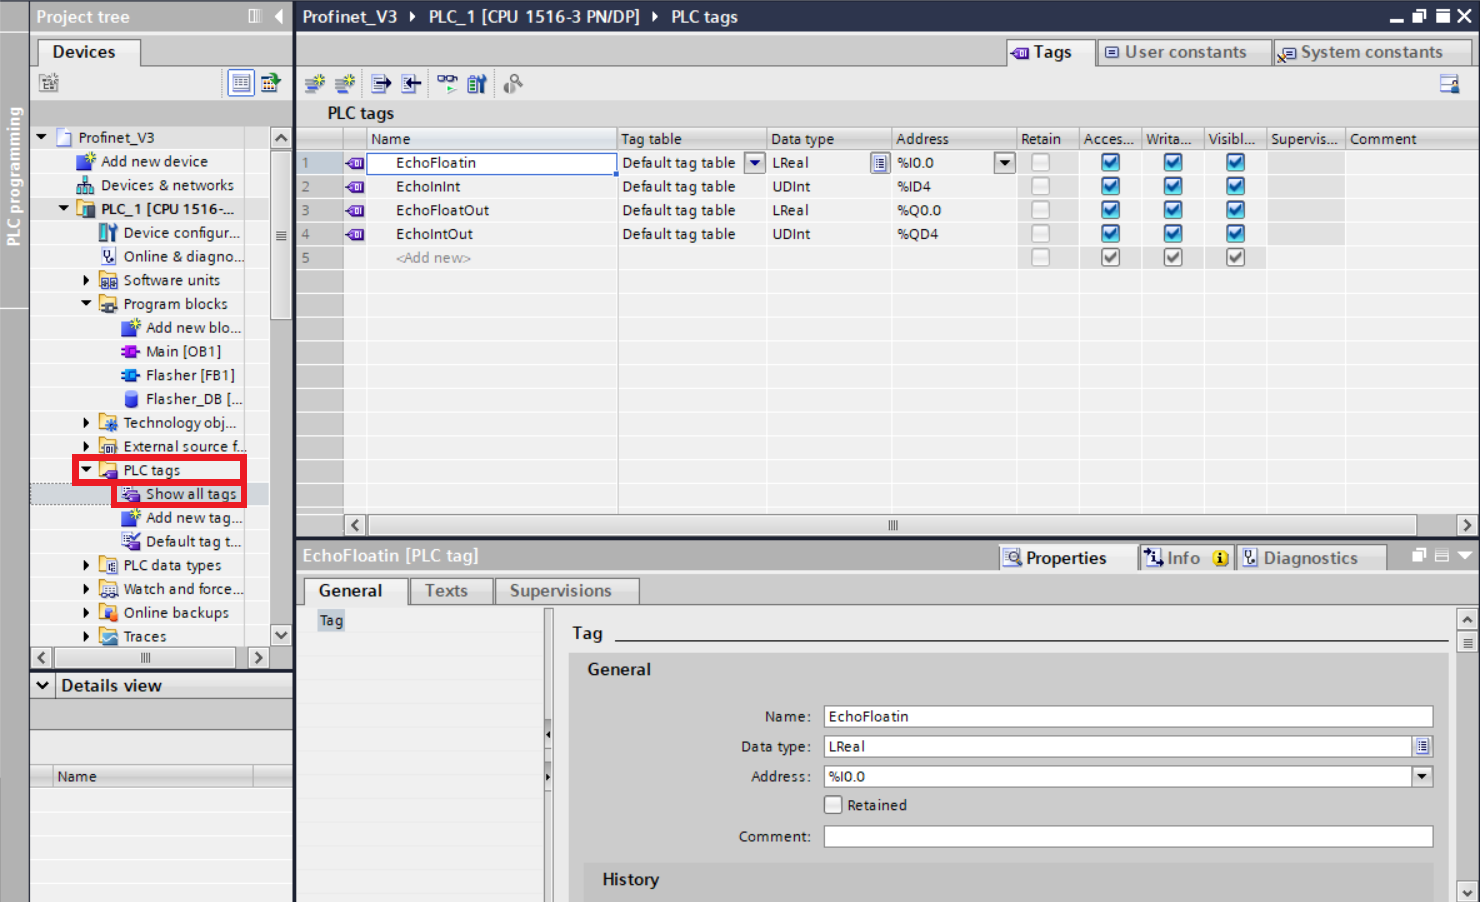 Project tree
Profinet_V3 ▸ PLC_1 [CPU 1516-3 PN/DP] ▸ PLC tags
Devices
Tags
User constants
System constants
PLC programming
PLC tags
Name Tag table Data type Address Retain Acces... Writa... Visibl... Supervis... Comment
1 EchoFloatin Default tag table LReal %I0.0
2 EchoInInt Default tag table UDInt %ID4
3 EchoFloatOut Default tag table LReal %Q0.0
4 EchoIntOut Default tag table UDInt %QD4
5 <Add new>
Profinet_V3
Add new device
Devices & networks
PLC_1 [CPU 1516-...
Device configur...
Online & diagno...
Software units
Program blocks
Add new blo...
Main [OB1]
Flasher [FB1]
Flasher_DB [...
Technology obj...
External source f...
PLC tags
Show all tags
Add new tag...
Default tag t...
PLC data types
Watch and force...
Online backups
Traces
Details view
Name
EchoFloatin [PLC tag]
Properties
Info
Diagnostics
General
Texts
Supervisions
Tag
Tag
General
Name: EchoFloatin
Data type: LReal
Address: %I0.0
Retained
Comment:
History